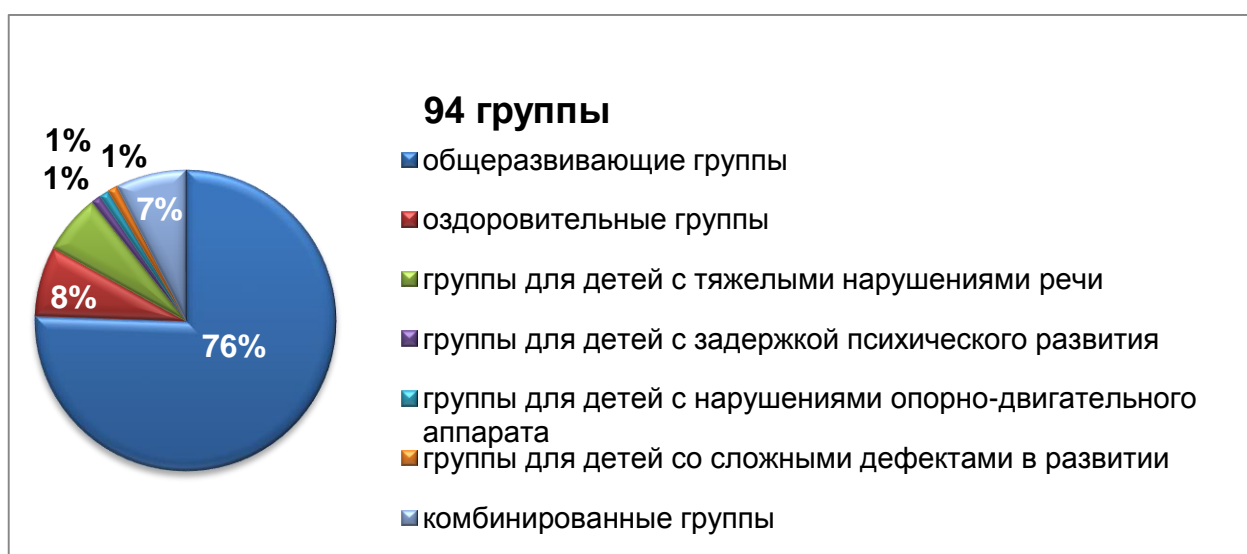 94 группы
1%
1%
1%
7%
8%
76%
общеразвивающие группы
оздоровительные группы
группы для детей с тяжелыми нарушениями речи
группы для детей с задержкой психического развития
группы для детей с нарушениями опорно-двигательного
аппарата
группы для детей со сложными дефектами в развитии
комбинированные группы